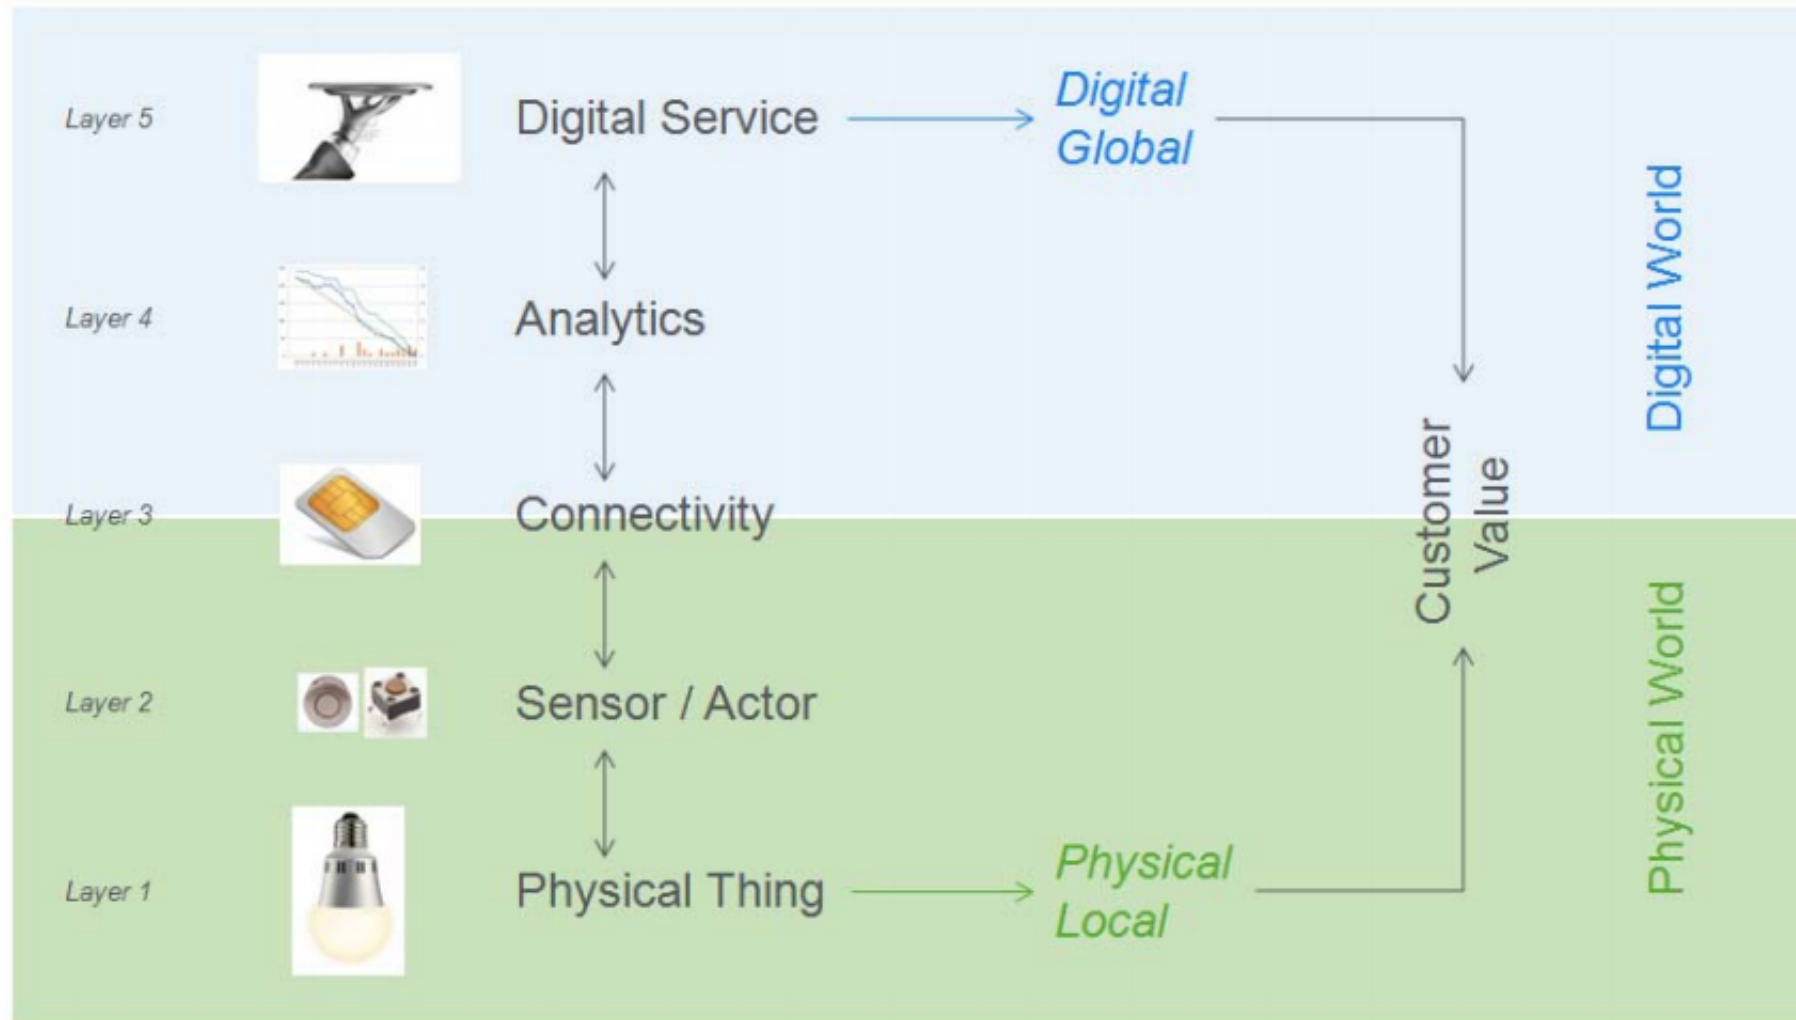 Layer 5
Digital Service
Digital
Global
Layer 4
Analytics
Layer 3
Connectivity
Layer 2
Sensor / Actor
Layer 1
Physical Thing
Physical
Local
Customer
Value
Digital World
Physical World